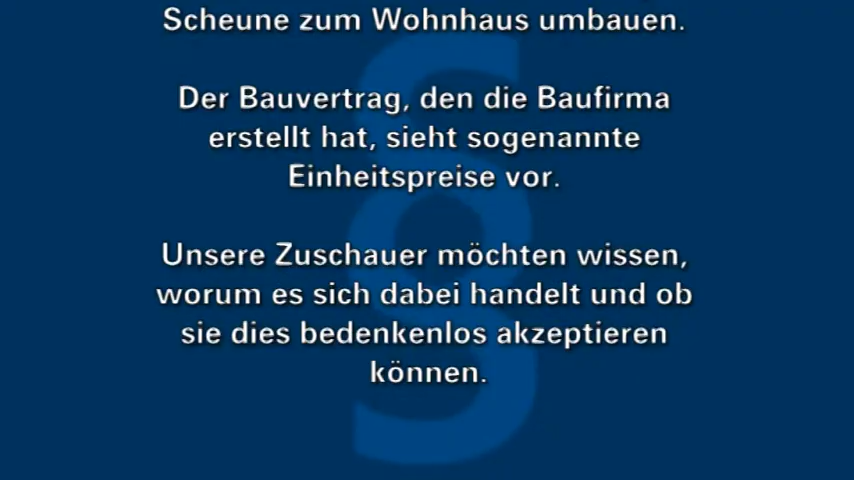 Scheune zum Wohnhaus umbauen.
Der Bauvertrag, den die Baufirma
erstellt hat, sieht sogenannte
Einheitspreise vor.
Unsere Zuschauer möchten wissen,
worum es sich dabei handelt und ob
sie dies bedenkenlos akzeptieren
können.